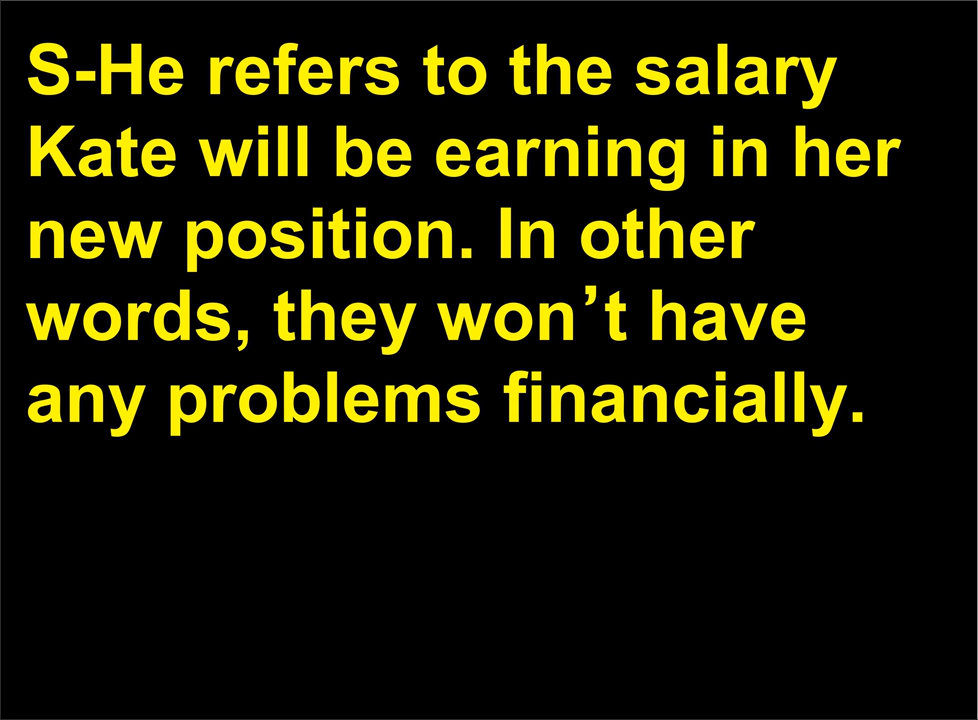 S-He refers to the salary
Kate will be earning in her
new position. In other
words, they won’t have
any problems financially.